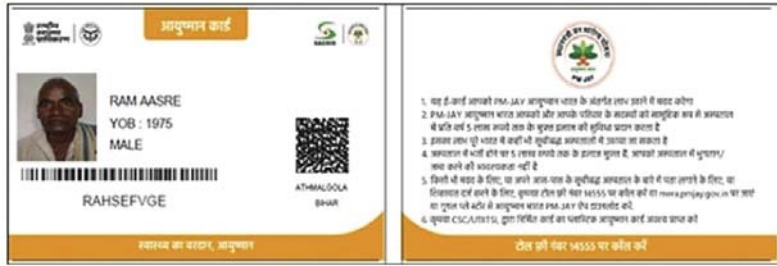 राष्ट्रीय
स्वास्थ्य
प्राधिकरण
आयुष्मान कार्ड
RAM AASRE
YOB : 1975
MALE
RAHSEFVGE
ATHMALGOLA
BIHAR
स्वास्थ्य का वरदान, आयुष्मान
PM-JAY
1. यह ई-कार्ड आपको PM-JAY आयुष्मान भारत के अंतर्गत लाभ उठाने में मदद करेगा
2. PM-JAY आयुष्मान भारत आपको और आपके परिवार के सदस्यों को सामूहिक रूप से अस्पताल
में प्रति वर्ष 5 लाख रूपये तक के मुफ्त इलाज की सुविधा प्रदान करता है
3. इसका लाभ पूरे भारत में कहीं भी सूचीबद्ध अस्पतालों में उठाया जा सकता है
4. अस्पताल में भर्ती होने पर 5 लाख रूपये तक के इलाज मुफ्त हैं, आपको अस्पताल में भुगतान/
जमा करने की आवश्यकता नहीं है
5. किसी भी मदद के लिए, या अपने आस-पास के सूचीबद्ध अस्पताल के बारे में पता लगाने के लिए, या
शिकायत दर्ज करने के लिए, कृपया टोल फ्री नंबर 14555 पर कॉल करें या mera.pmjay.gov.in पर जाएं
या गूगल प्ले स्टोर से आयुष्मान भारत PM-JAY ऐप डाउनलोड करें.
6. कृपया CSC/UTIITSL द्वारा निर्मित कार्ड का प्लास्टिक आयुष्मान कार्ड अवश्य प्राप्त करें
टोल फ्री नंबर 14555 पर कॉल करें